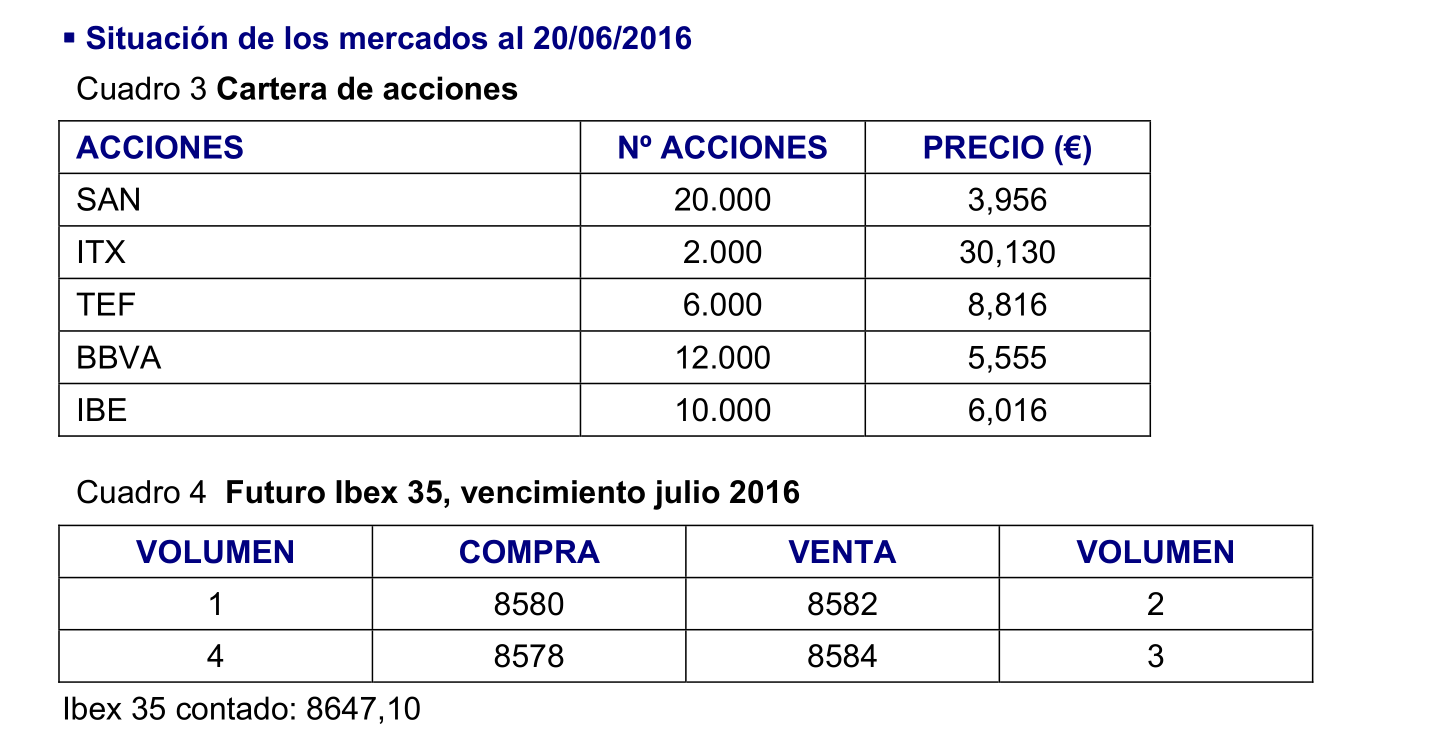 ▪ Situación de los mercados al 20/06/2016
Cuadro 3 Cartera de acciones
ACCIONES Nº ACCIONES PRECIO (€)
SAN 20.000 3,956
ITX 2.000 30,130
TEF 6.000 8,816
BBVA 12.000 5,555
IBE 10.000 6,016
Cuadro 4 Futuro Ibex 35, vencimiento julio 2016
VOLUMEN COMPRA VENTA VOLUMEN
1 8580 8582 2
4 8578 8584 3
Ibex 35 contado: 8647,10